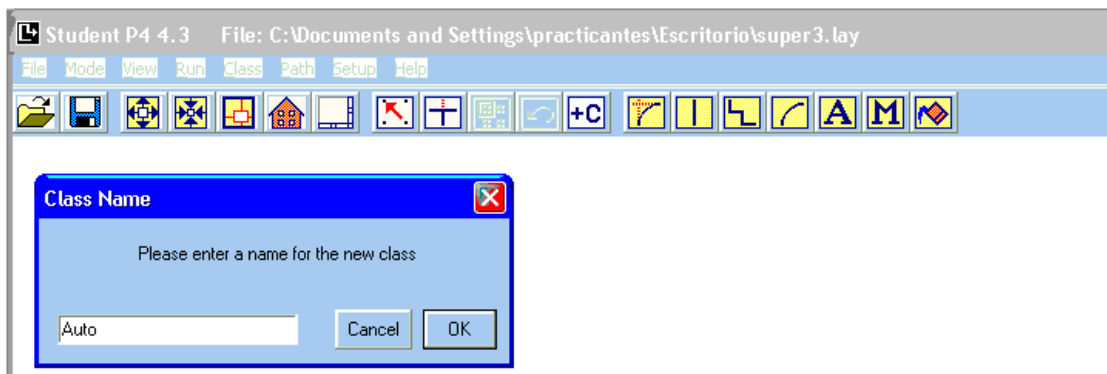 Student P4 4.3 File: C:\Documents and Settings\practicantes\Escritorio\super3.lay
File Mode View Run Class Path Setup Help
+C A M
Class Name
Please enter a name for the new class
Auto Cancel OK